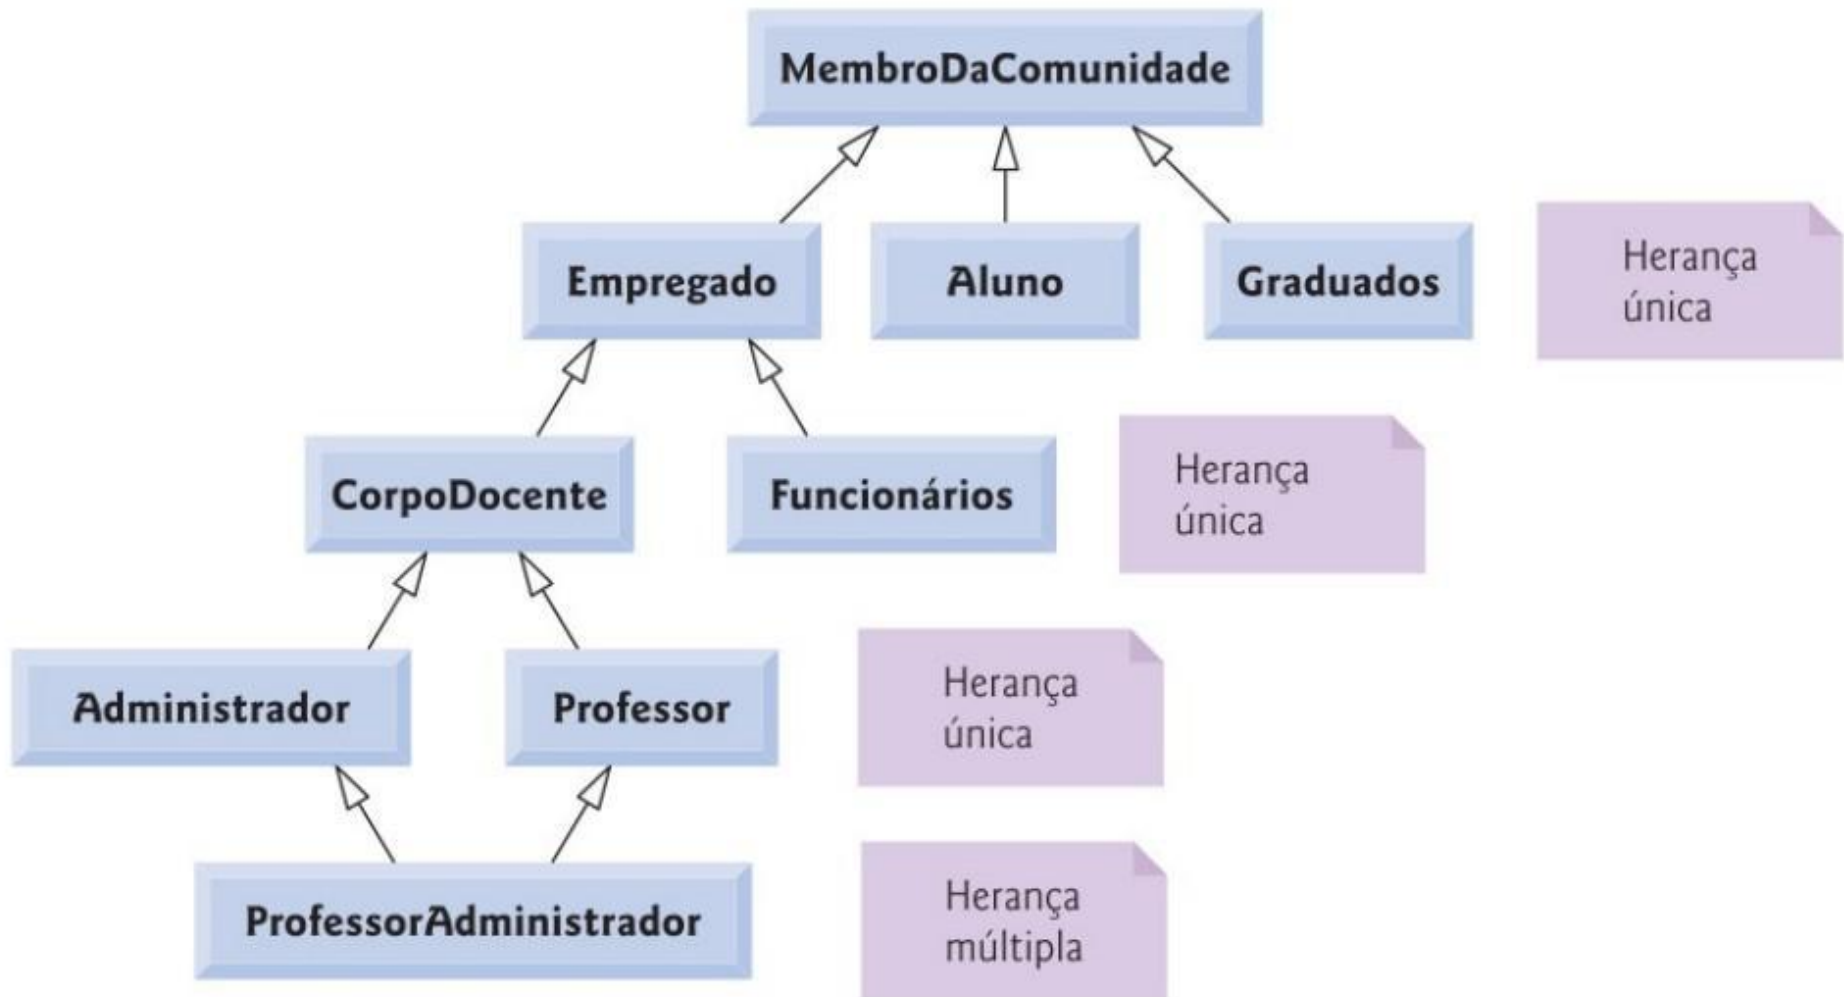 MembroDaComunidade
Empregado
Aluno
Graduados
Herança
única
CorpoDocente
Funcionários
Herança
única
Administrador
Professor
Herança
única
ProfessorAdministrador
Herança
múltipla